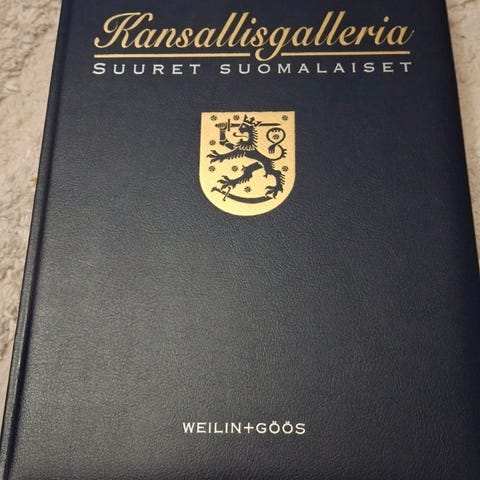 Kansallisgalleria
SUURET SUOMALAISET
WEILIN+GÖÖS